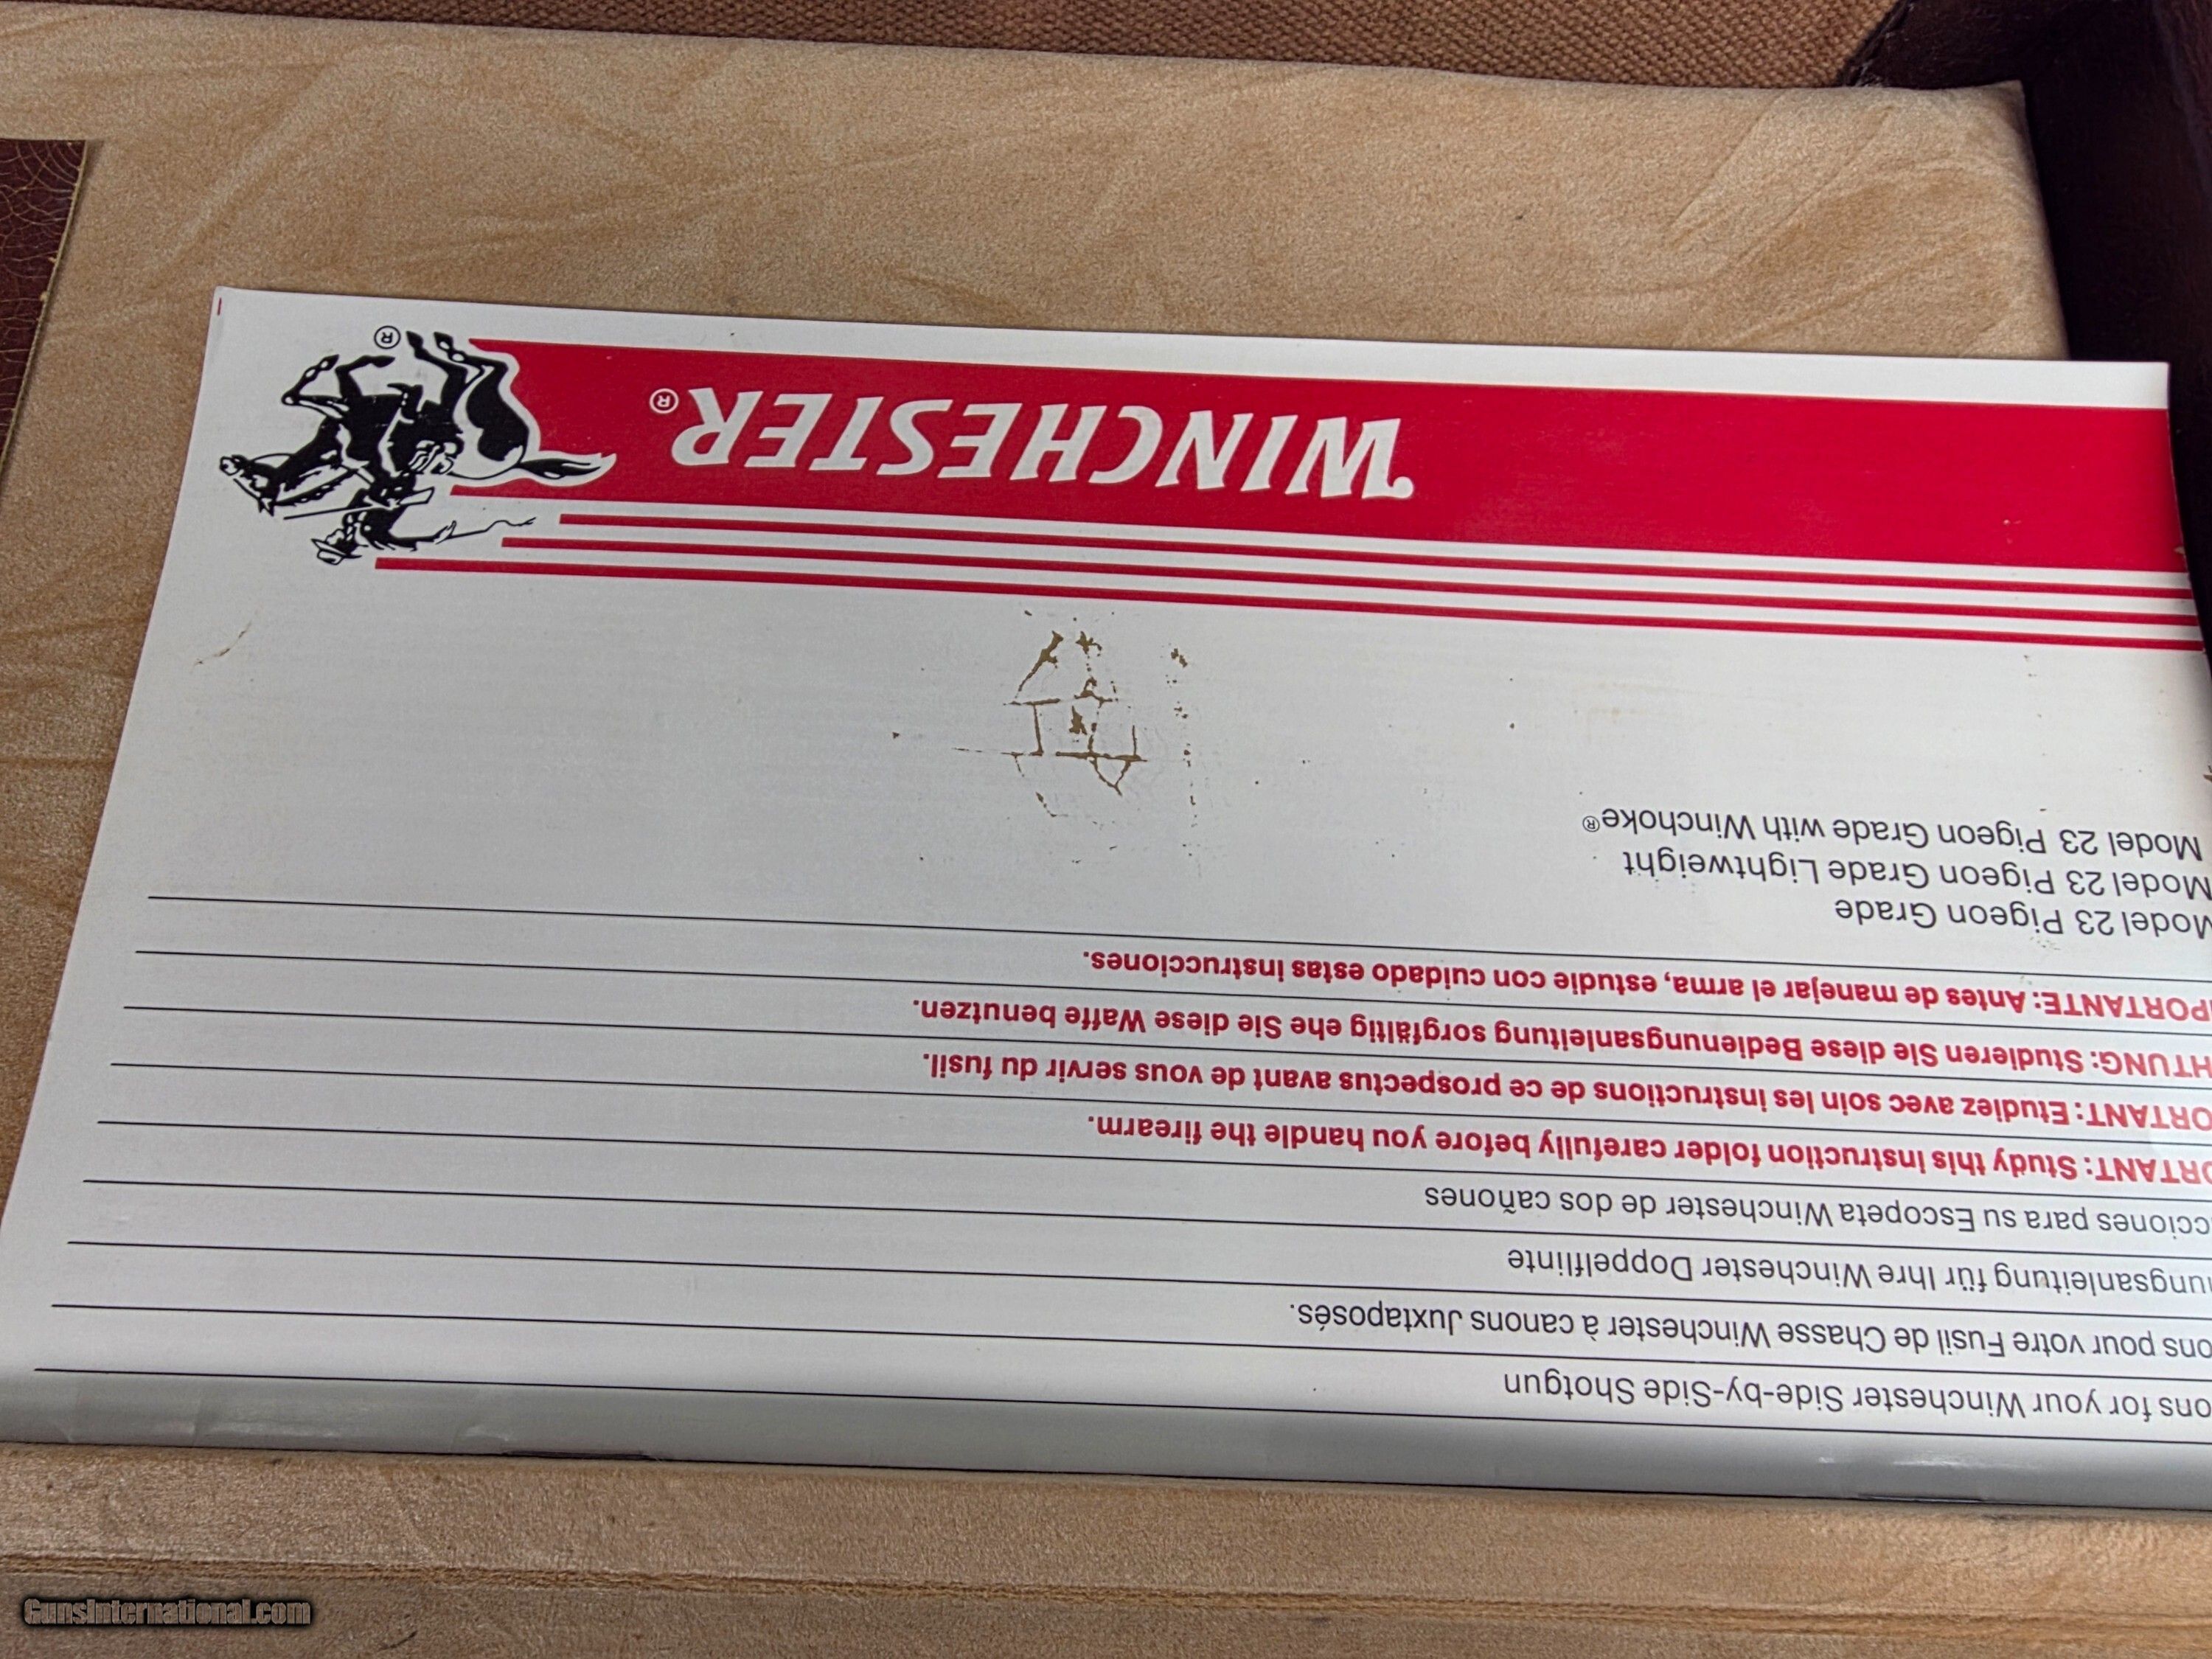 ons for your Winchester Side-by-Side Shotgun
ons pour votre Fusil de Chasse Winchester à canons Juxtaposés.
ungsanleitung für Ihre Winchester Doppelflinte
cciones para su Escopeta Winchester de dos cañones
ORTANT: Study this instruction folder carefully before you handle the firearm.
ORTANT: Etudiez avec soin les instructions de ce prospectus avant de vous servir du fusil.
HTUNG: Studieren Sie diese Bedienungsanleitung sorgfältig ehe Sie diese Waffe benutzen.
PORTANTE: Antes de manejar el arma, estudie con cuidado estas instrucciones.
Model 23 Pigeon Grade
Model 23 Pigeon Grade Lightweight
Model 23 Pigeon Grade with Winchoke®
WINCHESTER®
®
GunsInternational.com